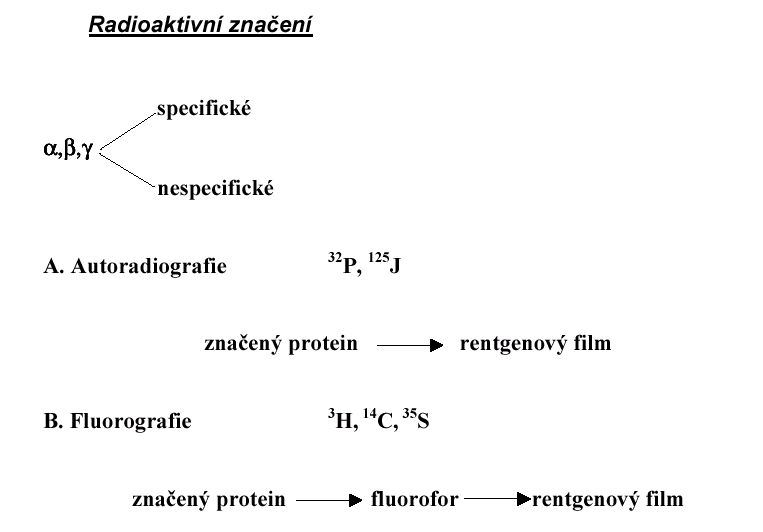 Radioaktivní značení
specifické
α,β,γ
nespecifické
A. Autoradiografie ³²P, ¹²⁵J
značený protein rentgenový film
B. Fluorografie ³H, ¹⁴C, ³⁵S
značený protein fluorofor rentgenový film